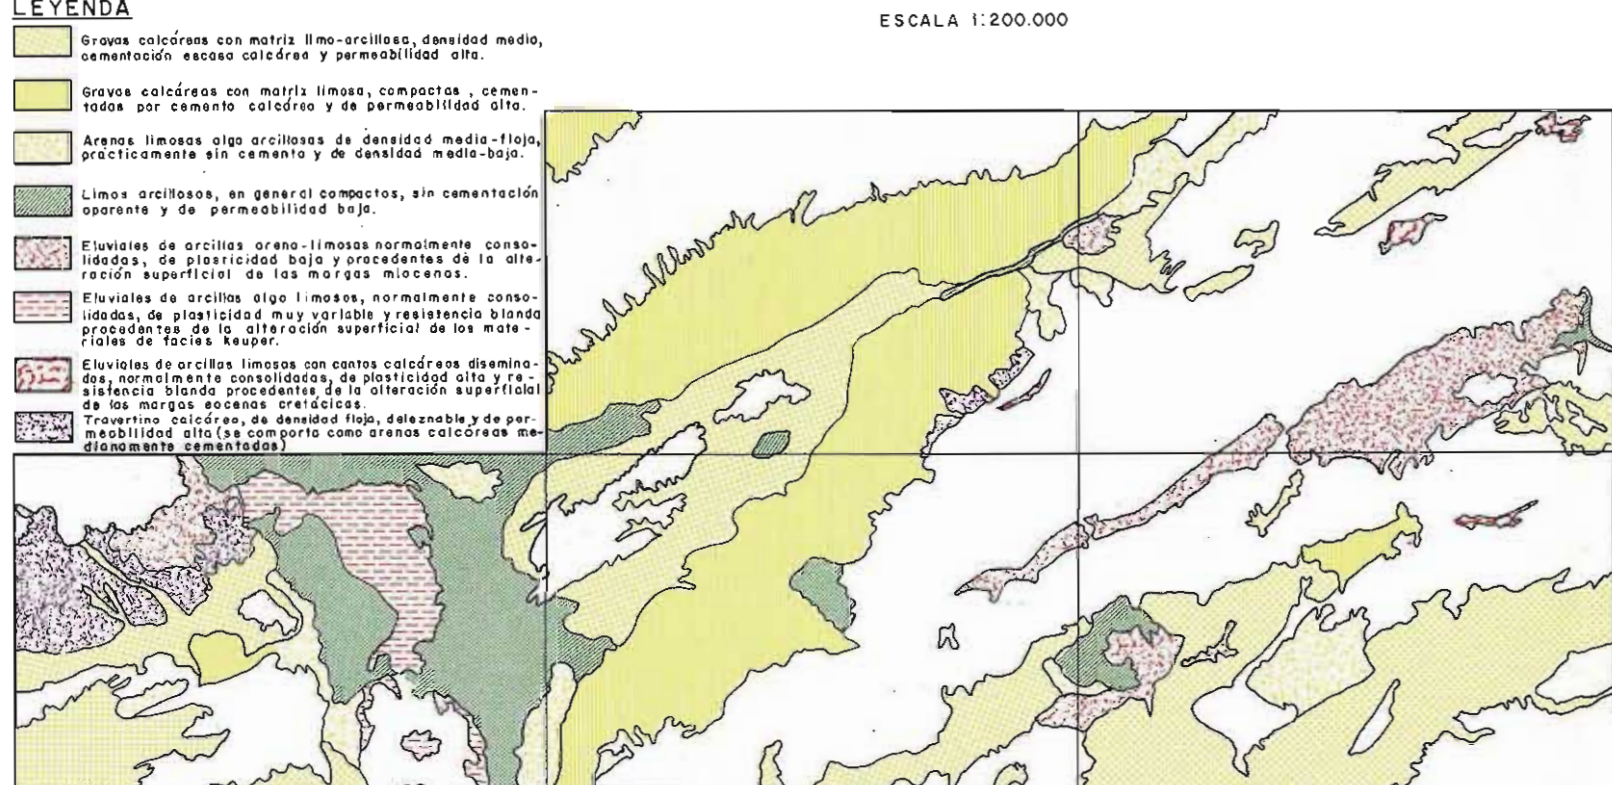 LEYENDA
ESCALA 1:200.000
Gravas calcáreas con matriz limo-arcillosa, densidad media,
cementación escasa calcárea y permeabilidad alta.
Gravas calcáreas con matriz limosa, compactas , cemen-
tadas por cemento calcáreo y de permeabilidad alta.
Arenas limosas algo arcillosas de densidad media-floja,
prácticamente sin cemento y de densidad media-baja.
Limos arcillosos, en general compactos, sin cementación
aparente y de permeabilidad baja.
Eluviales de arcillas areno-limosas normalmente conso-
lidadas, de plasticidad baja y procedentes de la alte-
ración superficial de las margas miocenas.
Eluviales de arcillas algo limosos, normalmente conso-
lidadas, de plasticidad muy variable y resistencia blanda
procedentes de la alteración superficial de los mate-
riales de facies keuper.
Eluviales de arcillas limosas con cantos calcáreos disemina-
dos, normalmente consolidadas, de plasticidad alta y re-
sistencia blanda procedentes de la alteración superficial
de las margas eocenas cretácicas.
Travertino calcáreo, de densidad floja, deleznable y de per-
meabilidad alta (se comporta como arenas calcáreas me-
dianamente cementadas)